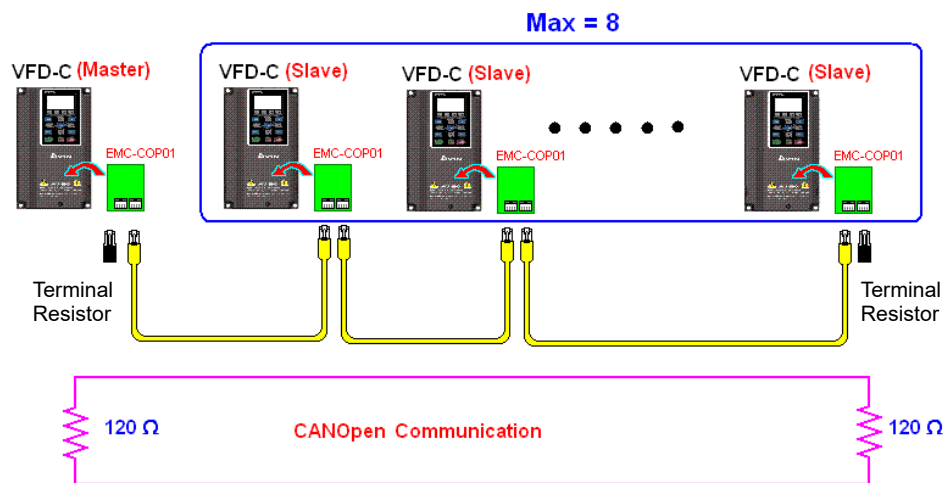 Max = 8
VFD-C (Master)
VFD-C (Slave)
VFD-C (Slave)
VFD-C (Slave)
EMC-COP01
EMC-COP01
EMC-COP01
EMC-COP01
Terminal
Resistor
Terminal
Resistor
120 Ω
CANOpen Communication
120 Ω